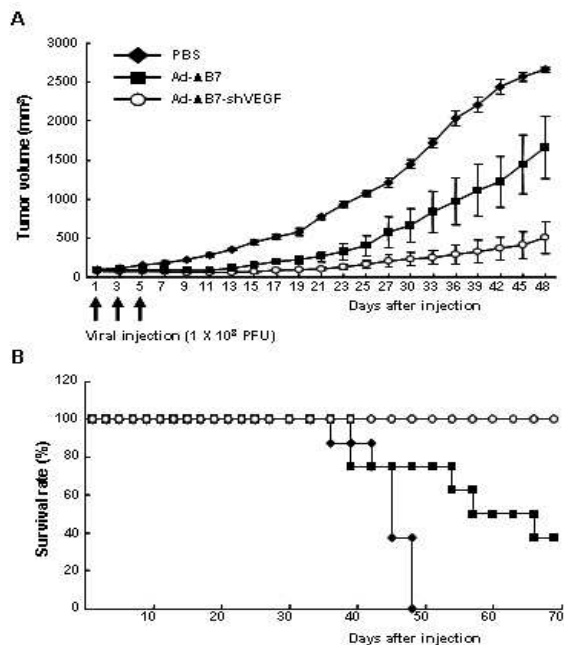 A
Tumor volume (mm³)
3000
2500
2000
1500
1000
500
0
PBS
Ad-▲B7
Ad-▲B7-shVEGF
1 3 5 7 9 11 13 15 17 19 21 23 25 27 30 33 36 39 42 45 48
Days after injection
Viral injection (1 X 10⁸ PFU)
B
Survival rate (%)
120
100
80
60
40
20
0
10 20 30 40 50 60 70
Days after injection